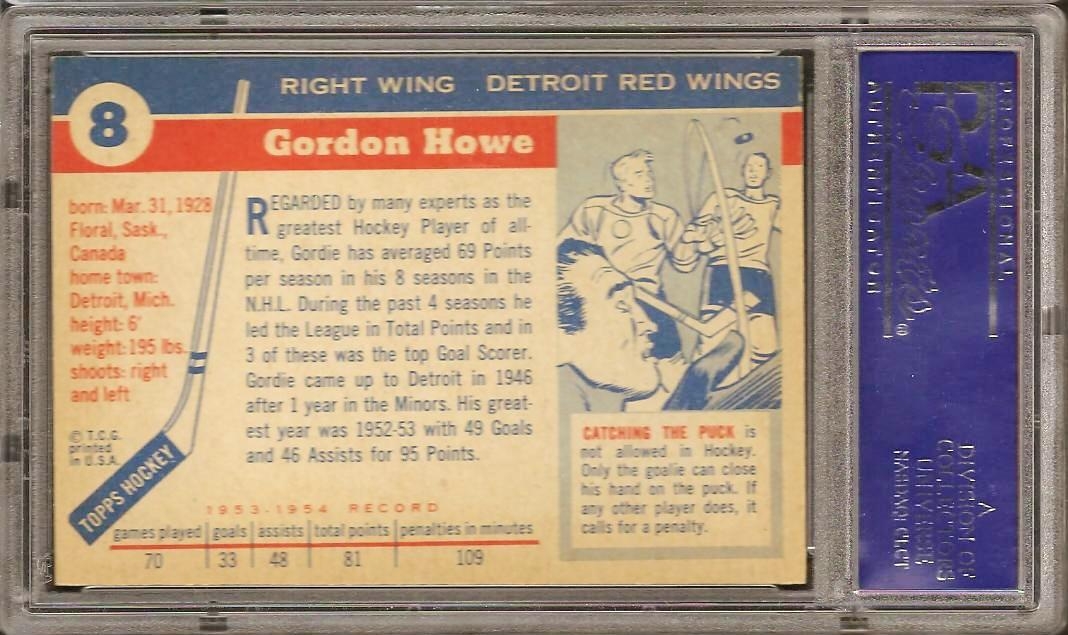 RIGHT WING . DETROIT RED WINGS
8
Gordon Howe
born: Mar. 31, 1928
Floral, Sask.,
Canada
home town:
Detroit, Mich.
height: 6'
weight: 195 lbs.
shoots: right
and left
© T.C.G.
printed
in U.S.A.
TOPPS HOCKEY
REGARDED by many experts as the
greatest Hockey Player of all-
time, Gordie has averaged 69 Points
per season in his 8 seasons in the
N.H.L. During the past 4 seasons he
led the League in Total Points and in
3 of these was the top Goal Scorer.
Gordie came up to Detroit in 1946
after 1 year in the Minors. His great-
est year was 1952-53 with 49 Goals
and 46 Assists for 95 Points.
CATCHING THE PUCK is
not allowed in Hockey.
Only the goalie can close
his hand on the puck. If
any other player does, it
calls for a penalty.
1953-1954 RECORD
games played goals assists total points penalties in minutes
70 33 48 81 109
PSA
A
DIVISION OF
COLLECTORS
UNIVERSE
NASDAQ: CLCT